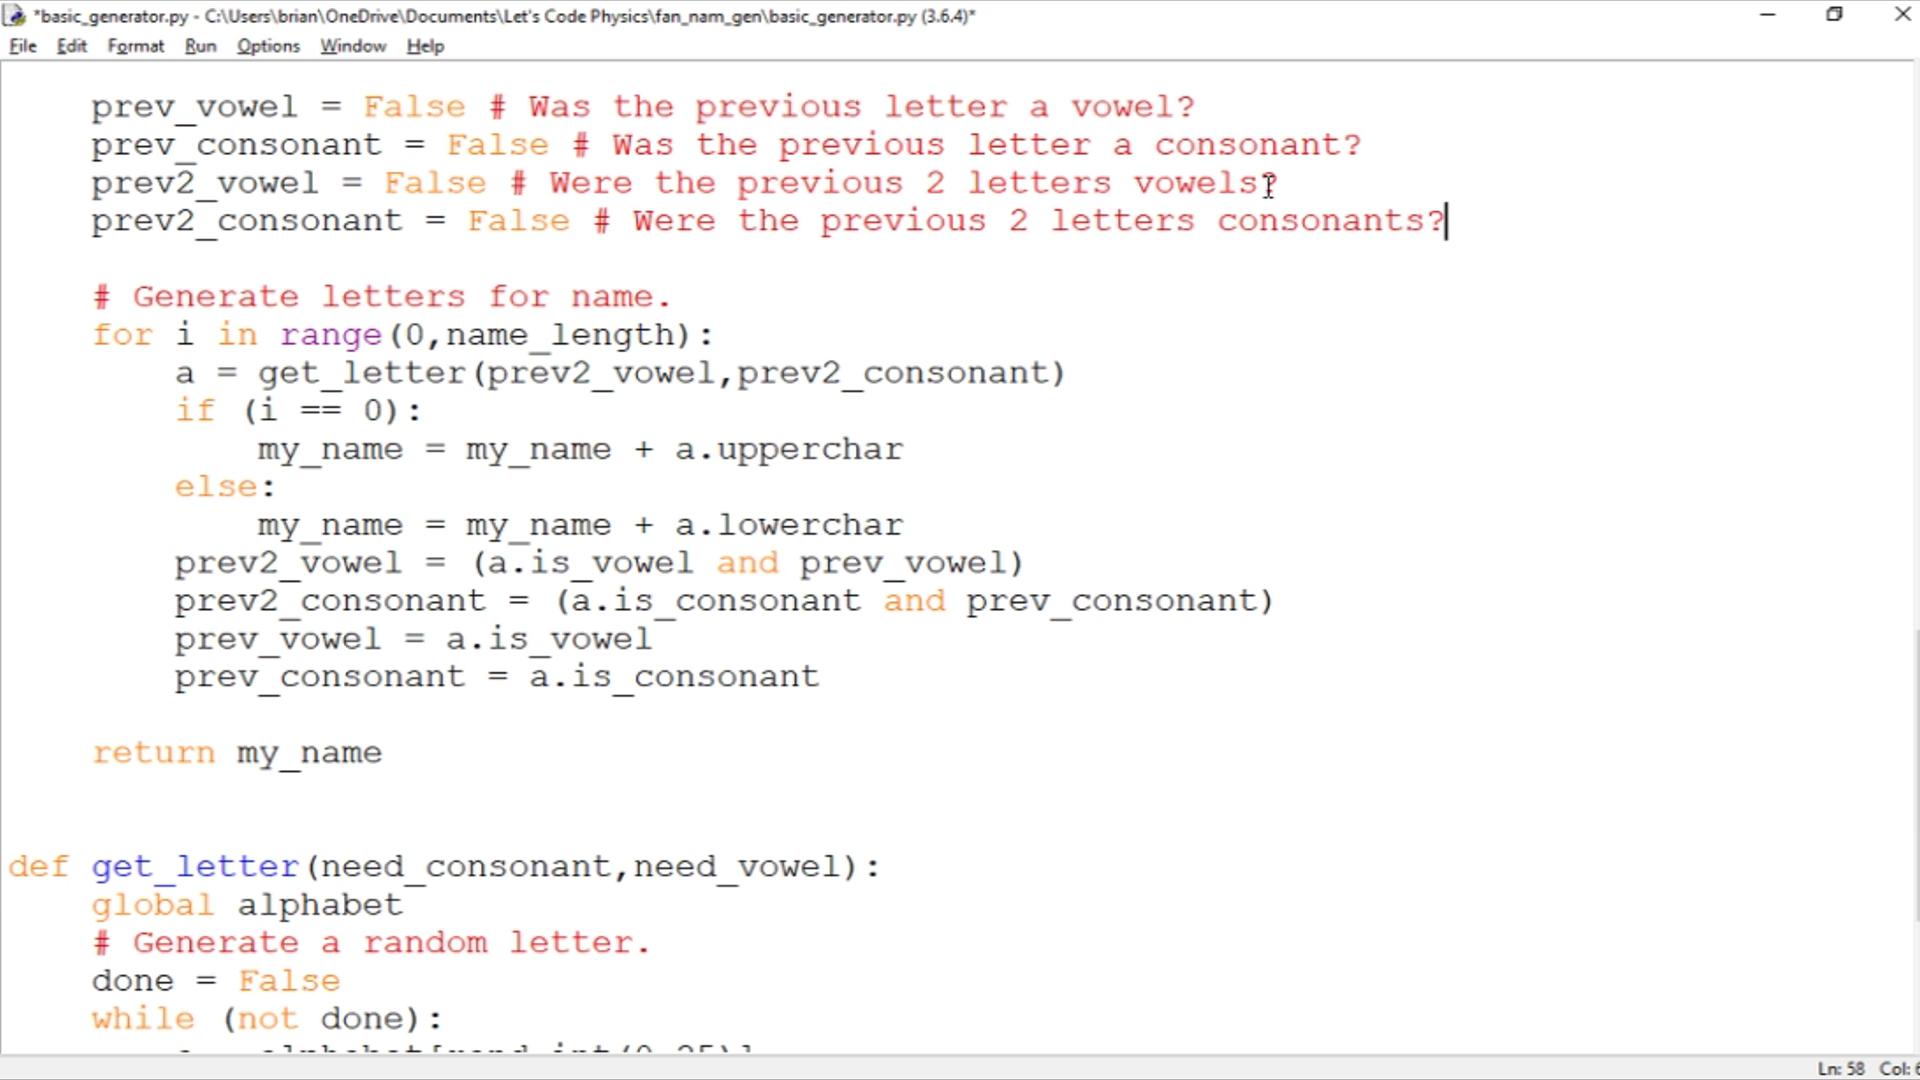 *basic_generator.py - C:\Users\brian\OneDrive\Documents\Let's Code Physics\fan_nam_gen\basic_generator.py (3.6.4)*
File Edit Format Run Options Window Help
prev_vowel = False # Was the previous letter a vowel?
prev_consonant = False # Was the previous letter a consonant?
prev2_vowel = False # Were the previous 2 letters vowels?
prev2_consonant = False # Were the previous 2 letters consonants?
# Generate letters for name.
for i in range(0,name_length):
a = get_letter(prev2_vowel,prev2_consonant)
if (i == 0):
my_name = my_name + a.upperchar
else:
my_name = my_name + a.lowerchar
prev2_vowel = (a.is_vowel and prev_vowel)
prev2_consonant = (a.is_consonant and prev_consonant)
prev_vowel = a.is_vowel
prev_consonant = a.is_consonant
return my_name
def get_letter(need_consonant,need_vowel):
global alphabet
# Generate a random letter.
done = False
while (not done):
Ln: 58 Col: